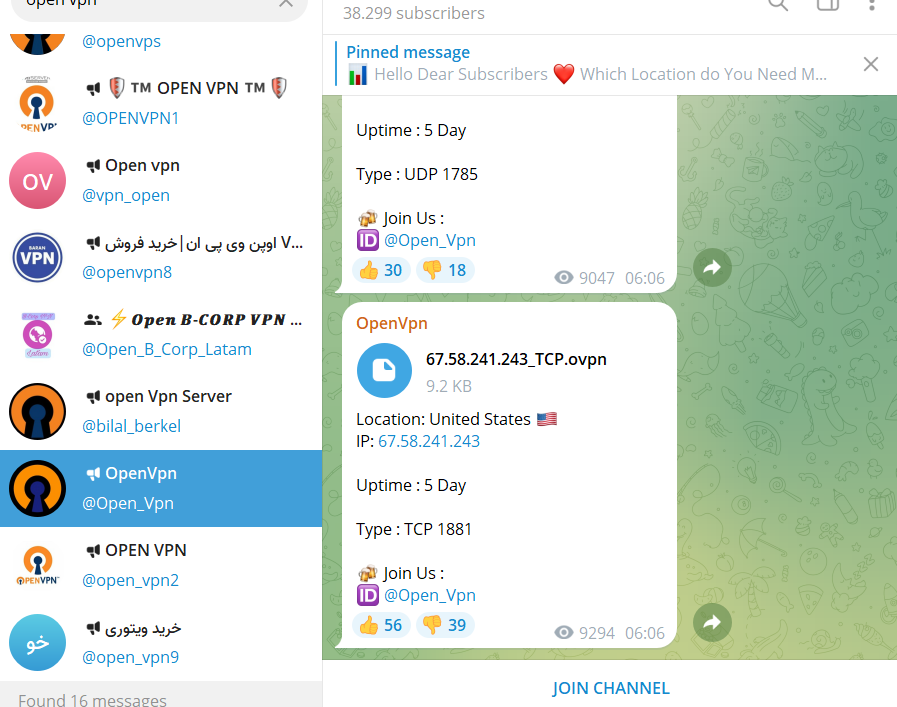 open vpn
@openvps
™ OPEN VPN ™
@OPENVPN1
OV
Open vpn
@vpn_open
BARAN
VPN
اوپن وی پی ان|خرید فروش V...
@openvpn8
⚡Open B-CORP VPN ...
@Open_B_Corp_Latam
open Vpn Server
@bilal_berkel
OpenVpn
@Open_Vpn
OPENVPN™
OPEN VPN
@open_vpn2
خو
خرید ویتوری
@open_vpn9
Found 16 messages
38.299 subscribers
Pinned message
📊 Hello Dear Subscribers ❤️ Which Location do You Need M...
Uptime : 5 Day
Type : UDP 1785
🍻 Join Us :
🆔 @Open_Vpn
👍 30 👎 18 9047 06:06
OpenVpn
67.58.241.243_TCP.ovpn
9.2 KB
Location: United States 🇺🇸
IP: 67.58.241.243
Uptime : 5 Day
Type : TCP 1881
🍻 Join Us :
🆔 @Open_Vpn
👍 56 👎 39 9294 06:06
JOIN CHANNEL